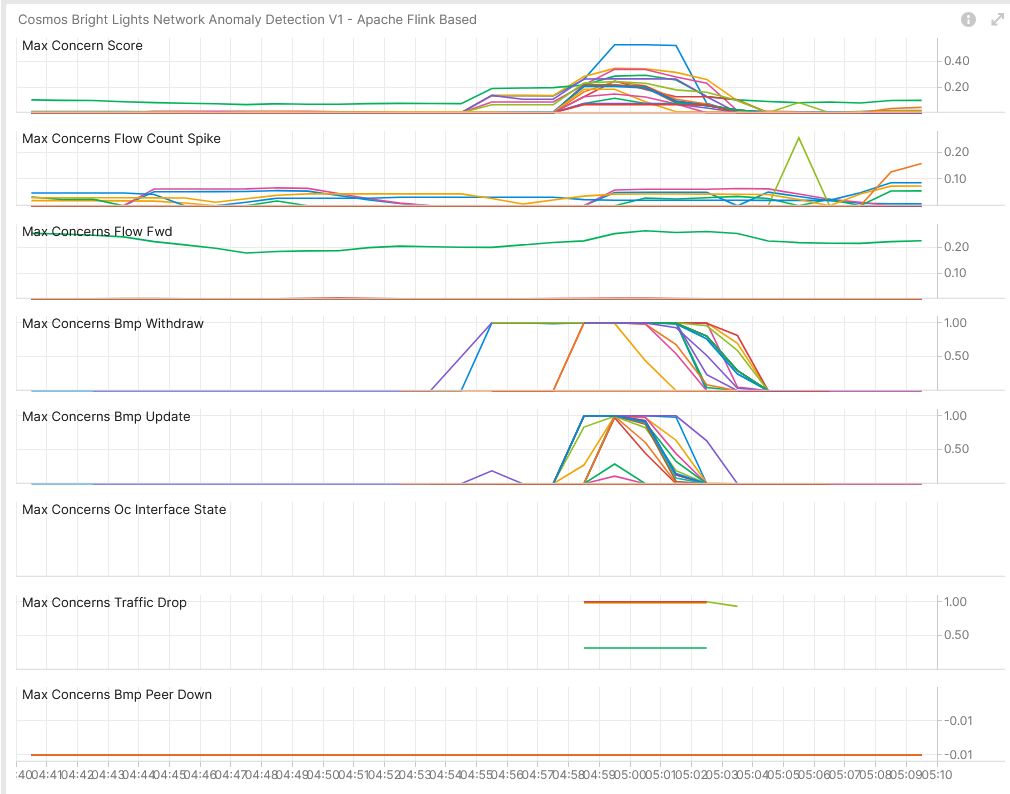 Cosmos Bright Lights Network Anomaly Detection V1 - Apache Flink Based
Max Concern Score
0.40
0.20
Max Concerns Flow Count Spike
0.20
0.10
Max Concerns Flow Fwd
0.20
0.10
Max Concerns Bmp Withdraw
1.00
0.50
Max Concerns Bmp Update
1.00
0.50
Max Concerns Oc Interface State
Max Concerns Traffic Drop
1.00
0.50
Max Concerns Bmp Peer Down
-0.01
-0.01
:40 04:41 04:42 04:43 04:44 04:45 04:46 04:47 04:48 04:49 04:50 04:51 04:52 04:53 04:54 04:55 04:56 04:57 04:58 04:59 05:00 05:01 05:02 05:03 05:04 05:05 05:06 05:07 05:08 05:09 05:10